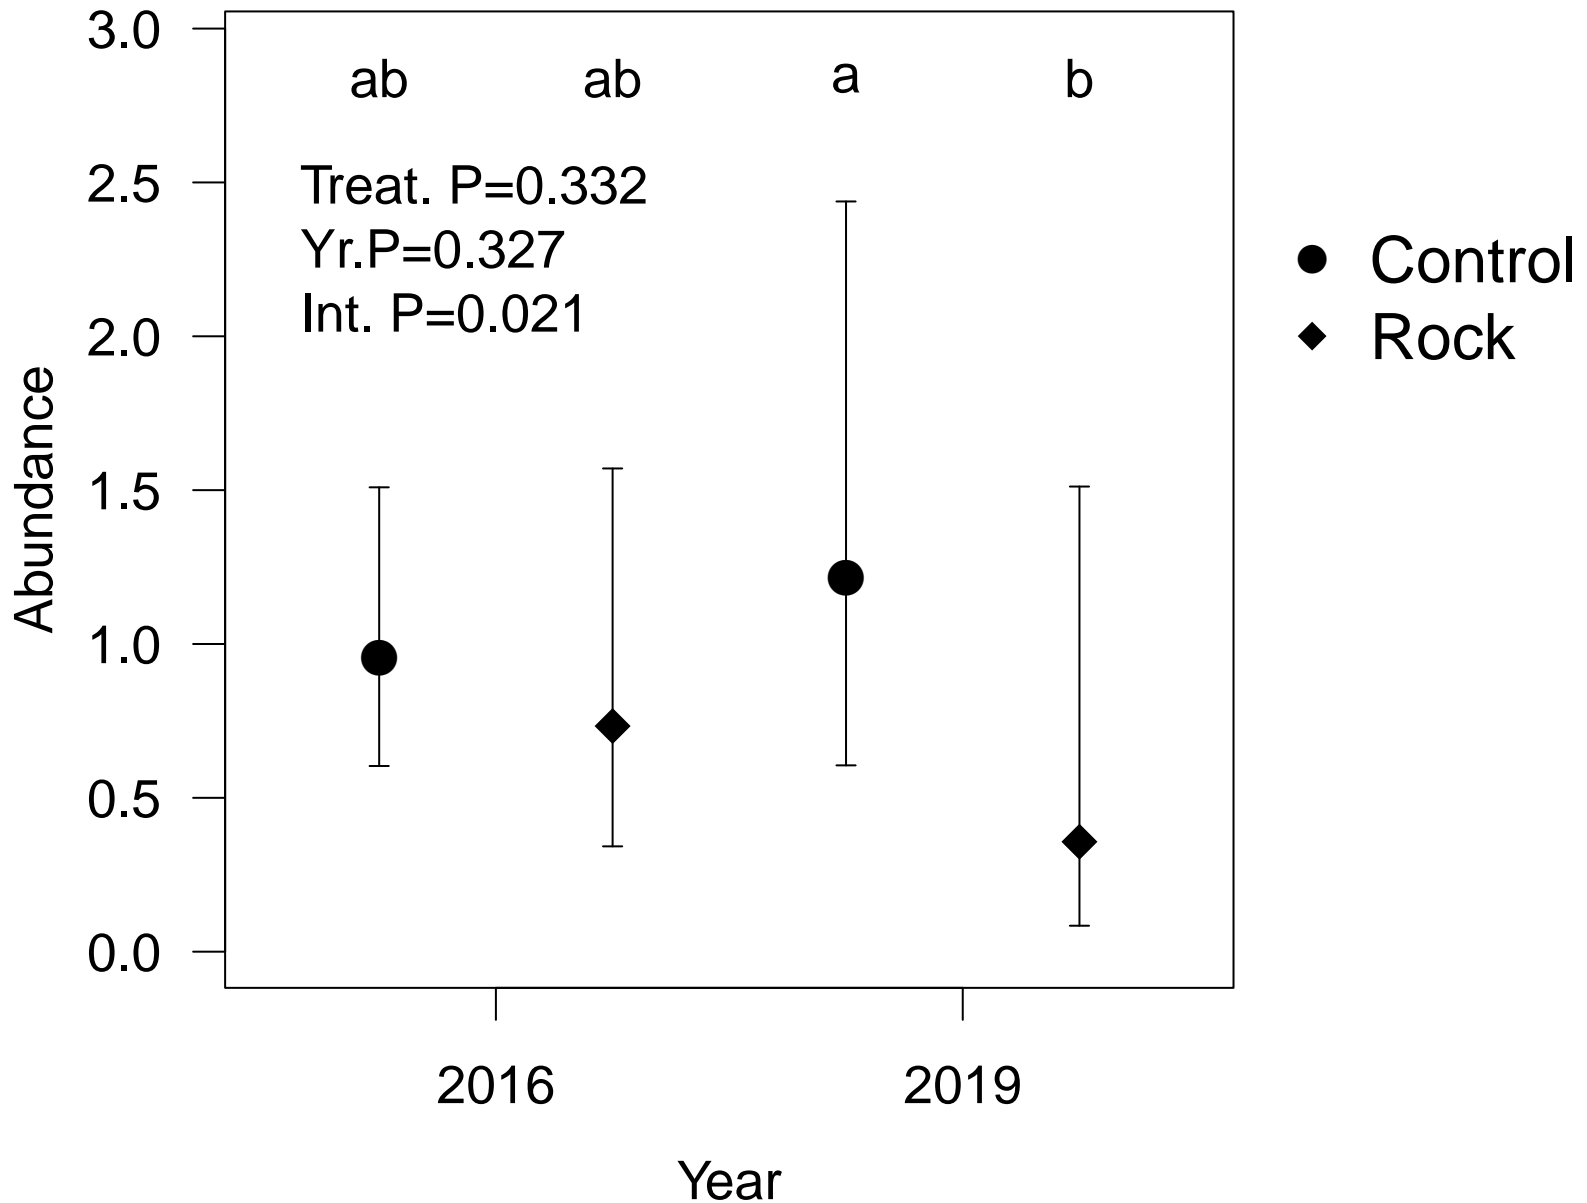 3.0
ab ab a b
2.5
Treat. P=0.332
Yr.P=0.327
Int. P=0.021
Control
Rock
2.0
1.5
1.0
0.5
0.0
Abundance
2016 2019
Year